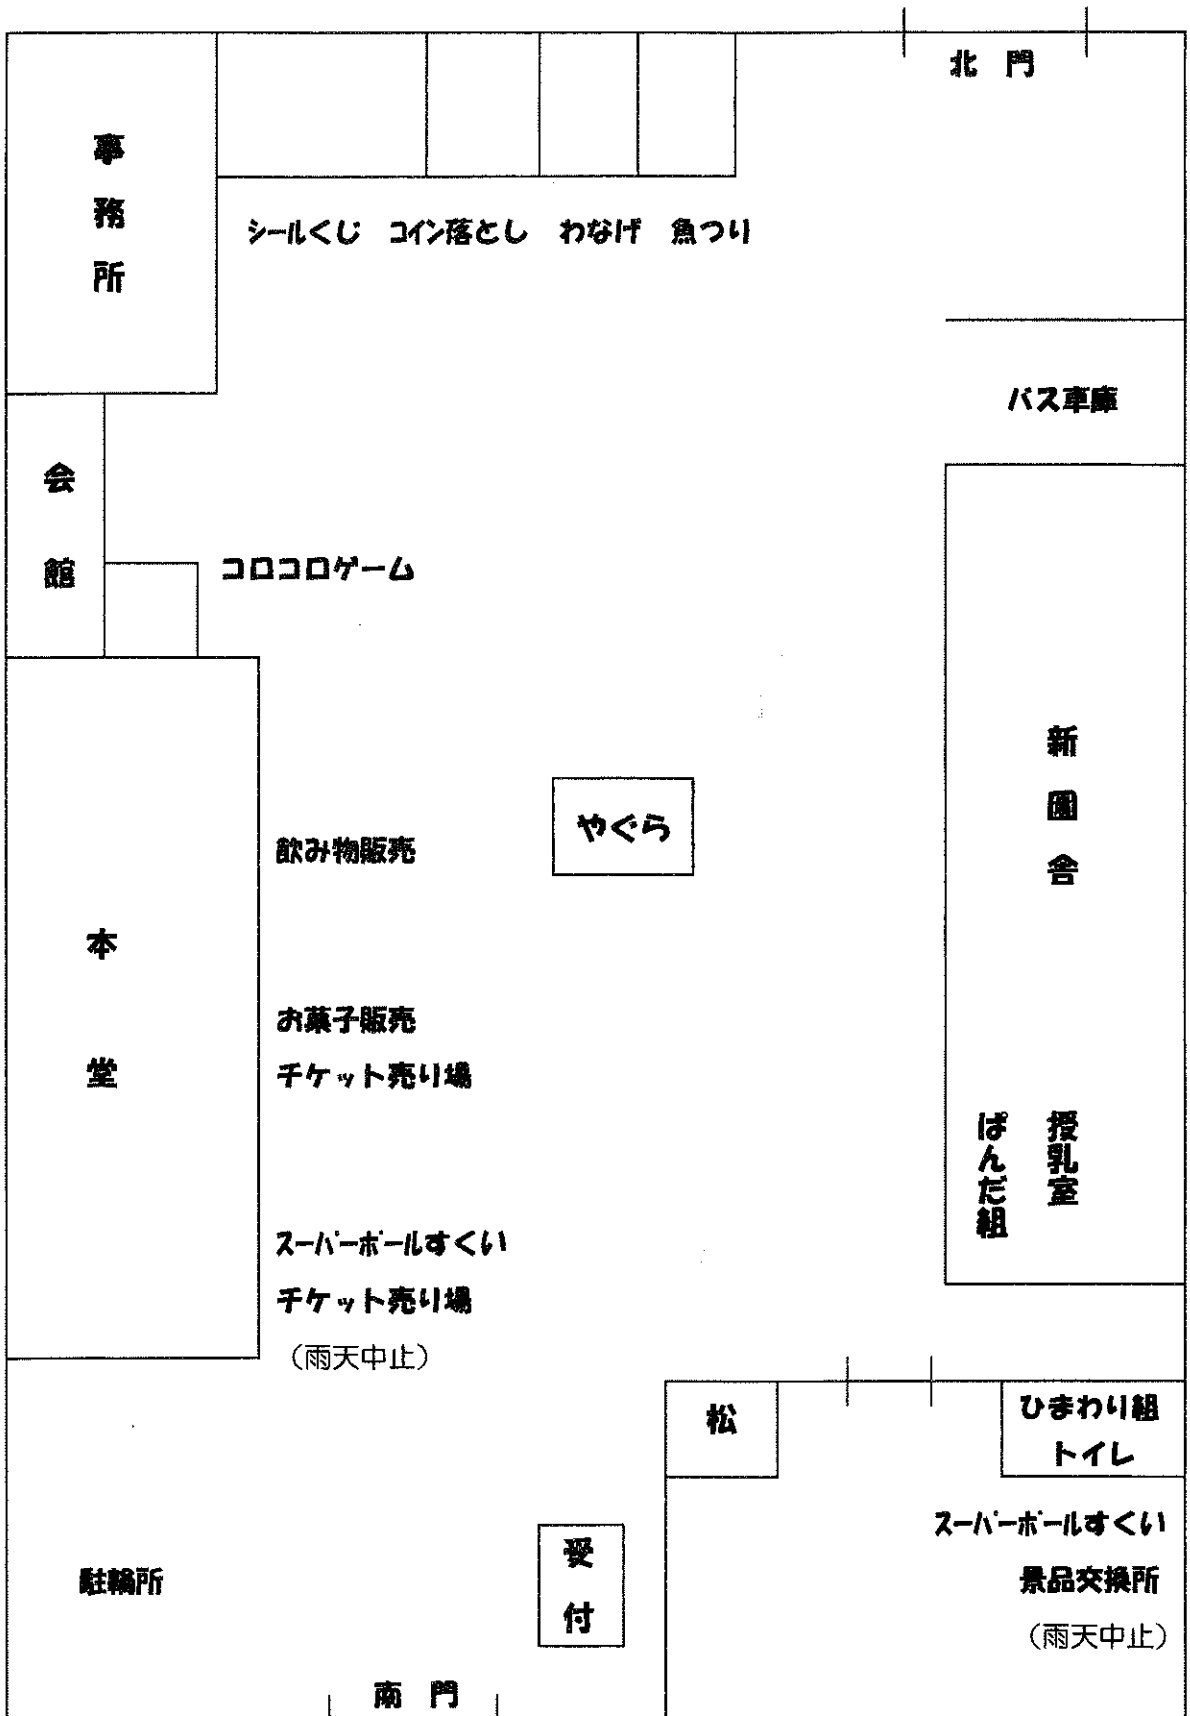 北門
事務所
シールくじ コイン落とし わなげ 魚つり
バス車庫
会館
コロコロゲーム
新園舎
やぐら
飲み物販売
本堂
お菓子販売
チケット売り場
授乳室
ぱんだ組
スーパーボールすくい
チケット売り場
（雨天中止）
松
ひまわり組
トイレ
スーパーボールすくい
景品交換所
（雨天中止）
受付
駐輪所
南門